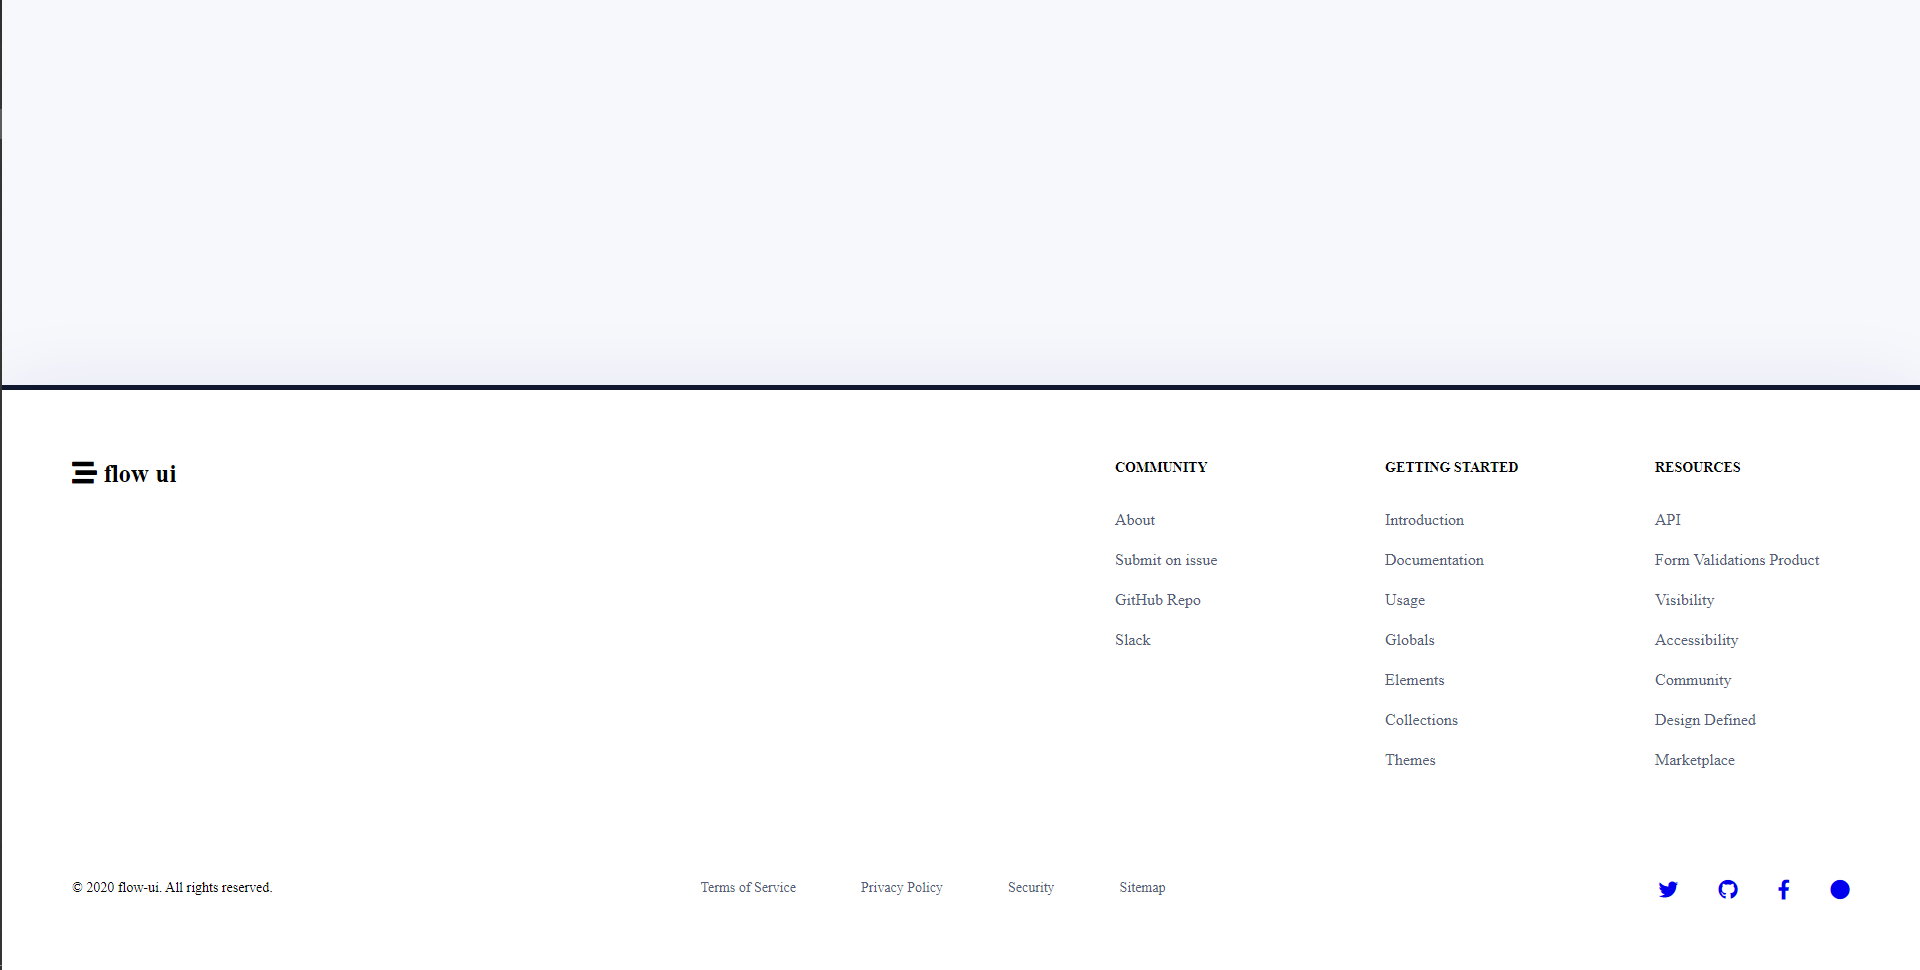 flow ui
COMMUNITY
About
Submit on issue
GitHub Repo
Slack
GETTING STARTED
Introduction
Documentation
Usage
Globals
Elements
Collections
Themes
RESOURCES
API
Form Validations Product
Visibility
Accessibility
Community
Design Defined
Marketplace
© 2020 flow-ui. All rights reserved.
Terms of Service
Privacy Policy
Security
Sitemap